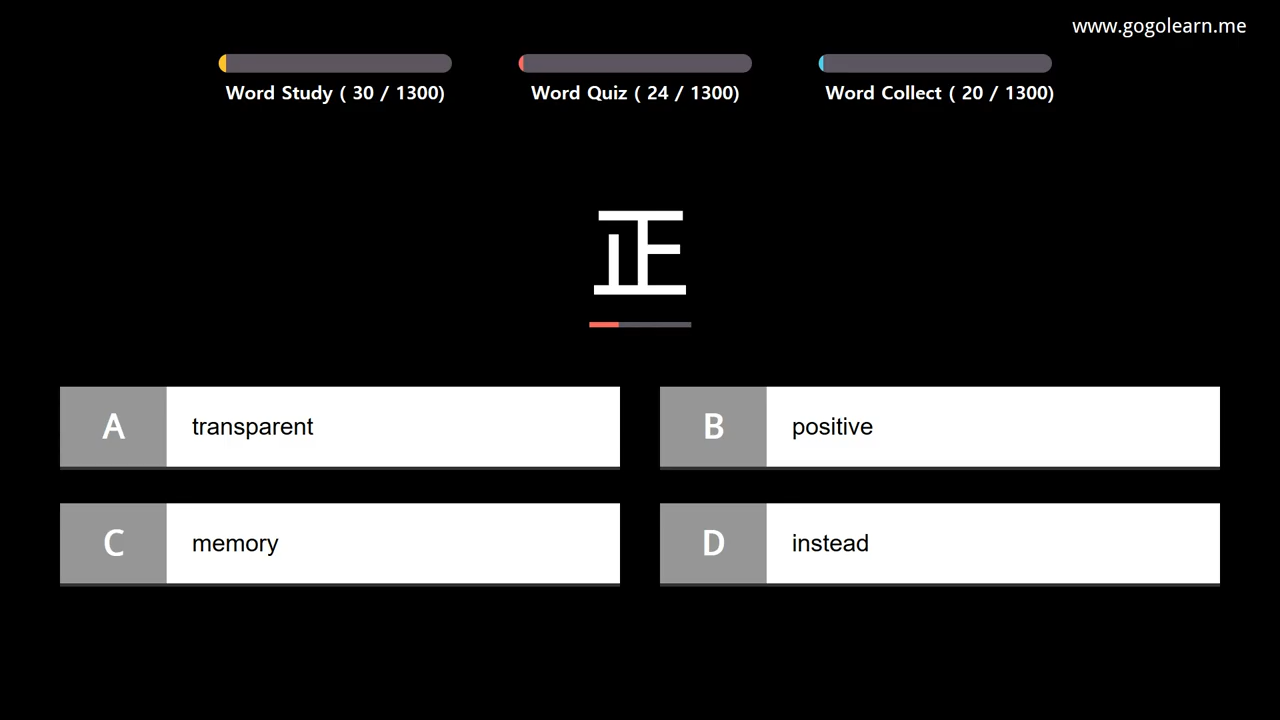 www.gogolearn.me
Word Study ( 30 / 1300)
Word Quiz ( 24 / 1300)
Word Collect ( 20 / 1300)
正
A transparent
B positive
C memory
D instead